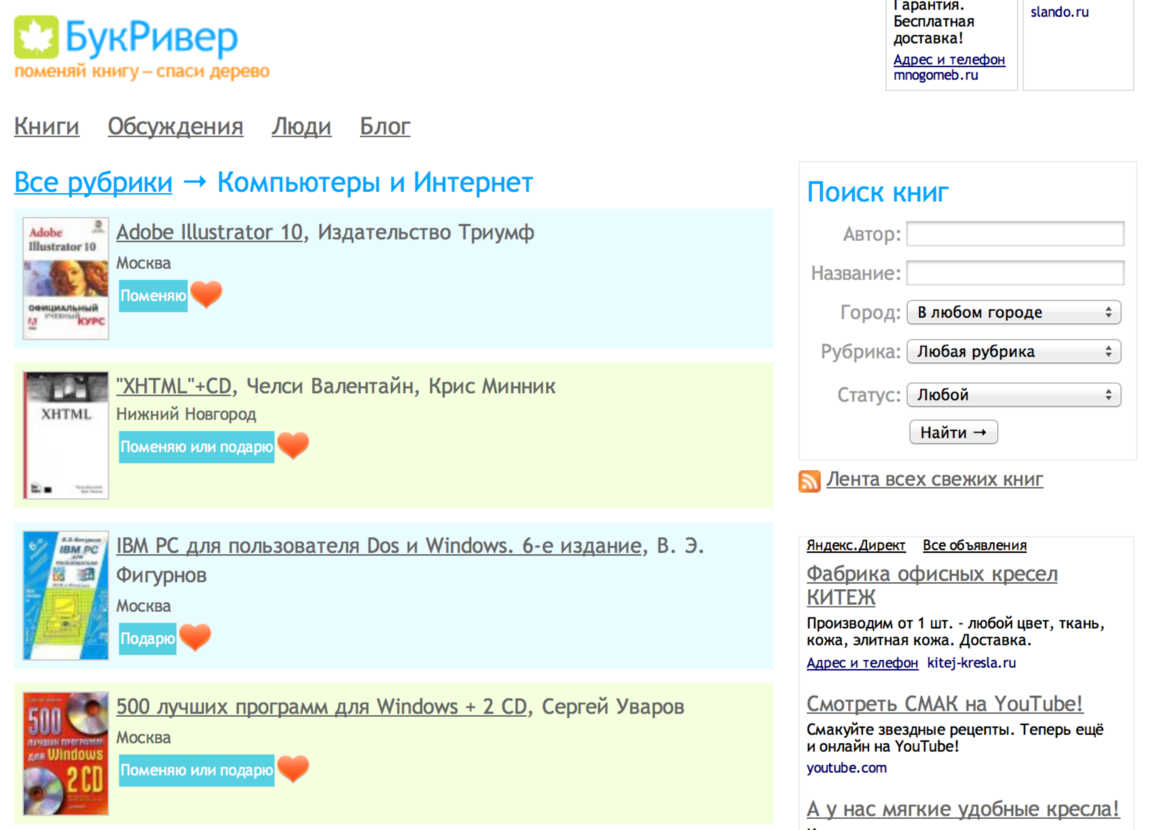 БукРивер
поменяй книгу – спаси дерево
Гарантия.
Бесплатная
доставка!
Адрес и телефон
mnogomeb.ru
slando.ru
Книги Обсуждения Люди Блог
Все рубрики → Компьютеры и Интернет
Adobe
Illustrator 10
ОФИЦИАЛЬНЫЙ
УЧЕБНЫЙ
КУРС
Adobe Illustrator 10, Издательство Триумф
Москва
Поменяю
XHTML
"XHTML"+CD, Челси Валентайн, Крис Минник
Нижний Новгород
Поменяю или подарю
IBM PC
IBM PC для пользователя Dos и Windows. 6-е издание, В. Э.
Фигурнов
Москва
Подарю
500
лучших программ
для Windows
2 CD
500 лучших программ для Windows + 2 CD, Сергей Уваров
Москва
Поменяю или подарю
Поиск книг
Автор:
Название:
Город: В любом городе
Рубрика: Любая рубрика
Статус: Любой
Найти →
Лента всех свежих книг
Яндекс.Директ Все объявления
Фабрика офисных кресел
КИТЕЖ
Производим от 1 шт. - любой цвет, ткань,
кожа, элитная кожа. Доставка.
Адрес и телефон kitej-kresla.ru
Смотреть СМАК на YouTube!
Смакуйте звездные рецепты. Теперь ещё
и онлайн на YouTube!
youtube.com
А у нас мягкие удобные кресла!